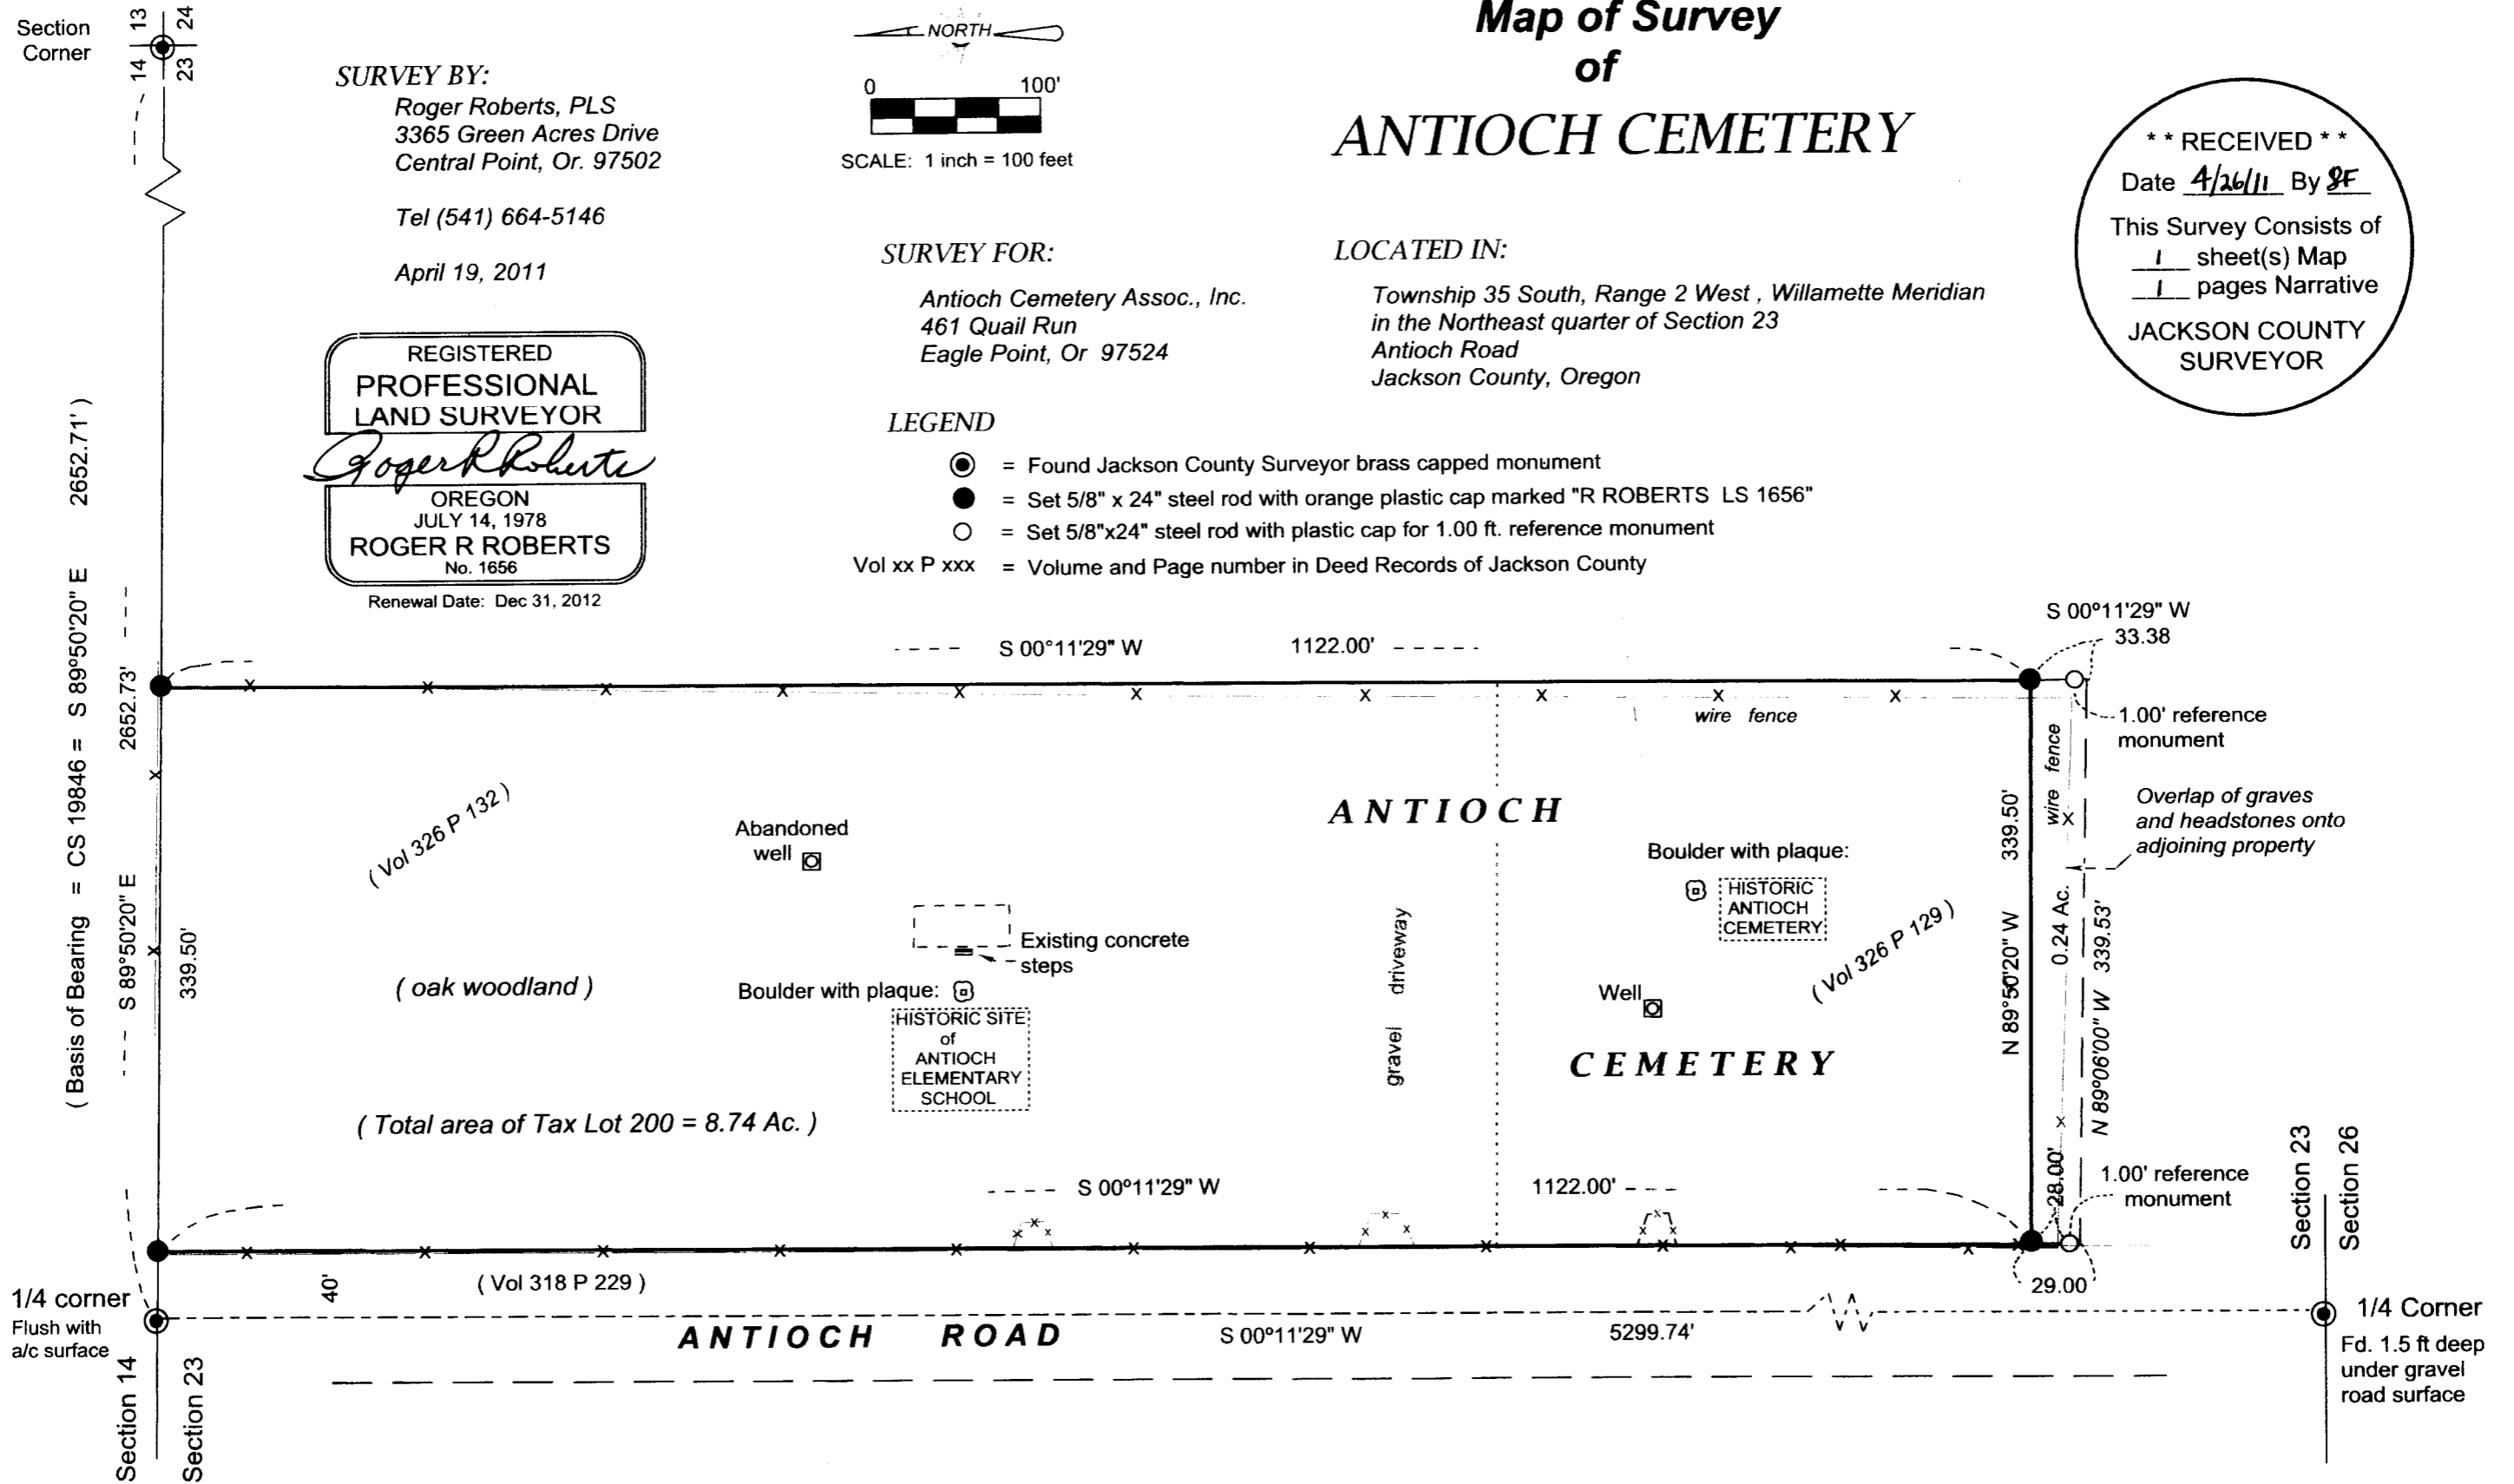 Map of Survey
of
ANTIOCH CEMETERY
Section
Corner
13
24
14
23
SURVEY BY:
Roger Roberts, PLS
3365 Green Acres Drive
Central Point, Or. 97502
Tel (541) 664-5146
April 19, 2011
REGISTERED
PROFESSIONAL
LAND SURVEYOR
Roger R Roberts
OREGON
JULY 14, 1978
ROGER R ROBERTS
No. 1656
Renewal Date: Dec 31, 2012
NORTH
0 100'
SCALE: 1 inch = 100 feet
SURVEY FOR:
Antioch Cemetery Assoc., Inc.
461 Quail Run
Eagle Point, Or 97524
LOCATED IN:
Township 35 South, Range 2 West , Willamette Meridian
in the Northeast quarter of Section 23
Antioch Road
Jackson County, Oregon
* * RECEIVED * *
Date 4/26/11 By SF
This Survey Consists of
1 sheet(s) Map
1 pages Narrative
JACKSON COUNTY
SURVEYOR
LEGEND
= Found Jackson County Surveyor brass capped monument
= Set 5/8" x 24" steel rod with orange plastic cap marked "R ROBERTS LS 1656"
= Set 5/8"x24" steel rod with plastic cap for 1.00 ft. reference monument
Vol xx P xxx = Volume and Page number in Deed Records of Jackson County
( Basis of Bearing = CS 19846 = S 89º50'20" E 2652.71' )
S 89°50'20" E 2652.73'
339.50'
S 00°11'29" W 1122.00'
S 00º11'29" W
33.38
wire fence
wire fence
1.00' reference
monument
Overlap of graves
and headstones onto
adjoining property
( Vol 326 P 132 )
Abandoned
well
ANTIOCH
Boulder with plaque:
HISTORIC
ANTIOCH
CEMETERY
( Vol 326 P 129 )
N 89°50'20" W 339.50'
0.24 Ac.
N 89º06'00" W 339.53'
Existing concrete
steps
( oak woodland )
Boulder with plaque:
HISTORIC SITE
of
ANTIOCH
ELEMENTARY
SCHOOL
gravel driveway
Well
CEMETERY
( Total area of Tax Lot 200 = 8.74 Ac. )
S 00º11'29" W 1122.00'
28.00'
1.00' reference
monument
29.00
Section 23
Section 26
40'
( Vol 318 P 229 )
1/4 corner
Flush with
a/c surface
ANTIOCH ROAD
S 00º11'29" W 5299.74'
1/4 Corner
Fd. 1.5 ft deep
under gravel
road surface
Section 14
Section 23